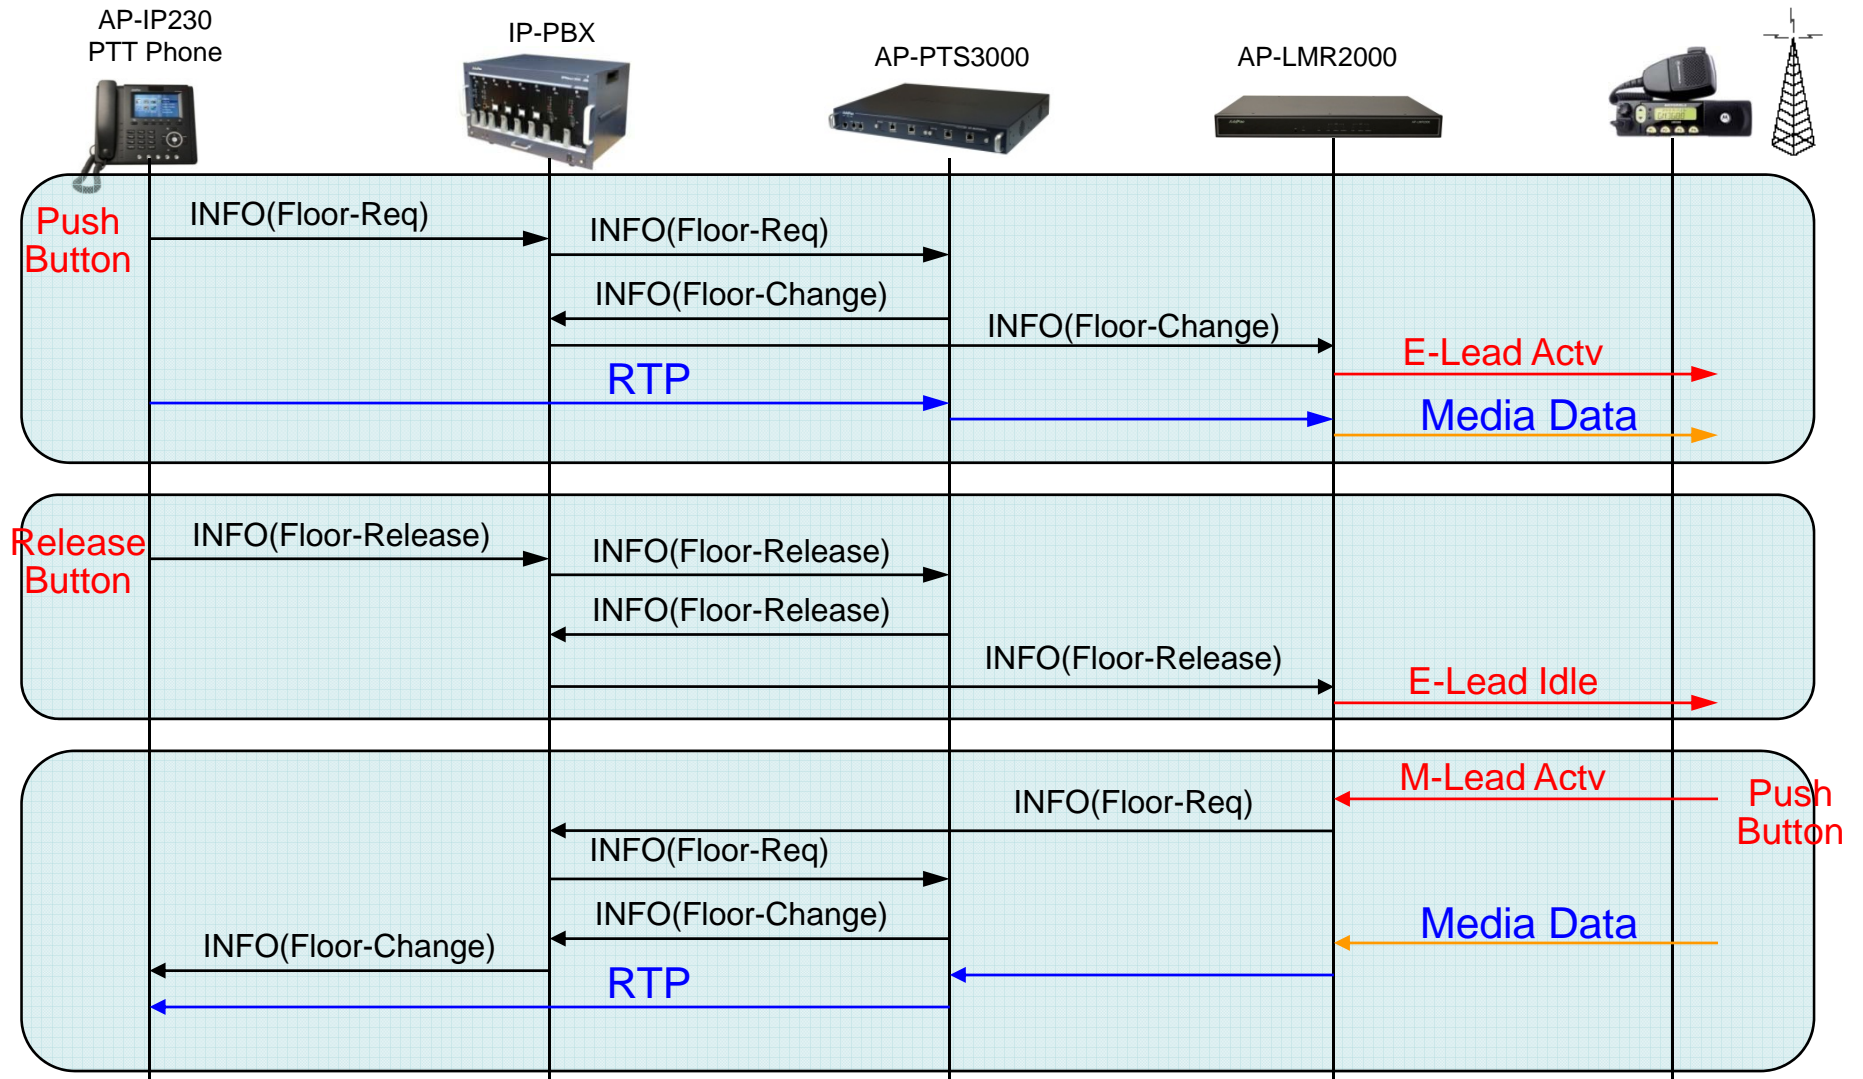 AP-IP230
PTT Phone
IP-PBX
AP-PTS3000
AP-LMR2000
Push
Button
INFO(Floor-Req)
INFO(Floor-Req)
INFO(Floor-Change)
INFO(Floor-Change)
E-Lead Actv
RTP
Media Data
Release
Button
INFO(Floor-Release)
INFO(Floor-Release)
INFO(Floor-Release)
INFO(Floor-Release)
E-Lead Idle
M-Lead Actv
Push
Button
INFO(Floor-Req)
INFO(Floor-Req)
INFO(Floor-Change)
Media Data
INFO(Floor-Change)
RTP